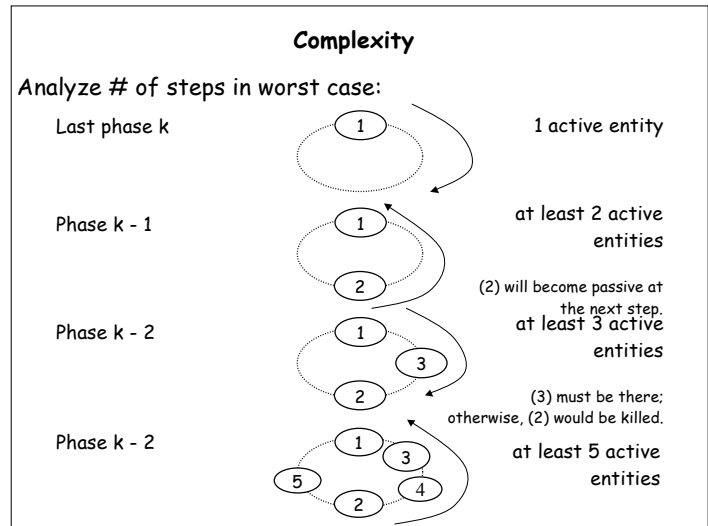 Complexity
Analyze # of steps in worst case:
Last phase k
1
1 active entity
Phase k - 1
1
2
at least 2 active
entities
(2) will become passive at
the next step.
Phase k - 2
1
3
2
at least 3 active
entities
(3) must be there;
otherwise, (2) would be killed.
Phase k - 2
1
3
5
4
2
at least 5 active
entities